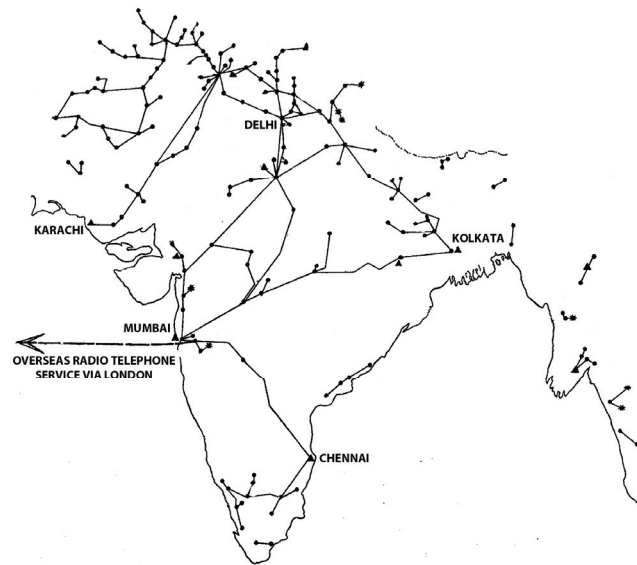 DELHI
KARACHI
KOLKATA
MUMBAI
OVERSEAS RADIO TELEPHONE
SERVICE VIA LONDON
CHENNAI